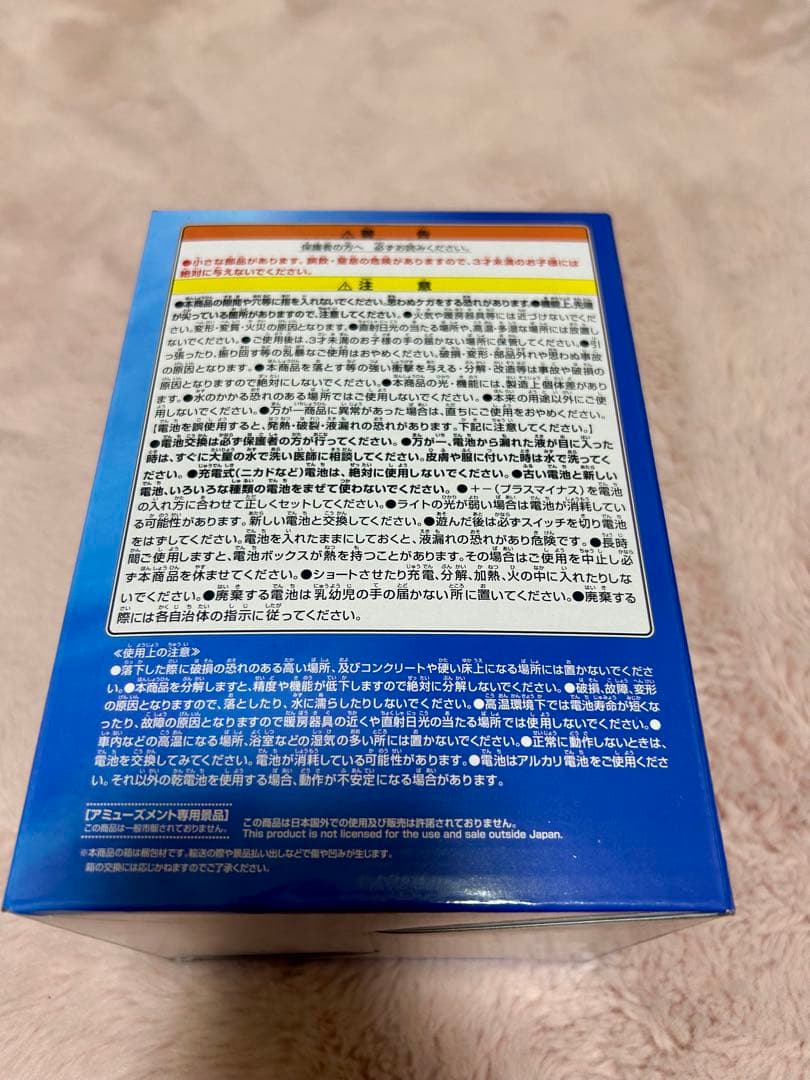 ⚠警告
保護者の方へ 必ずお読みください。
●小さな部品があります。誤飲・窒息の危険がありますので、3才未満のお子様には
絶対に与えないでください。
⚠注意
●本商品の隙間や穴等に指を入れないでください。思わぬケガをする恐れがあります。●機能上、先端
が尖っている箇所がありますので、注意してください。●火気や暖房器具等には近づけないでくだ
さい。変形・変質・火災の原因となります。●直射日光の当たる場所や、高温・多湿な場所には放置し
ないでください。●ご使用後は、3才未満のお子様の手の届かない場所に保管してください。●引
っ張ったり、振り回す等の乱暴なご使用はおやめください。破損・変形・部品外れや思わぬ事故
の原因となります。●本商品を落とす等の強い衝撃を与える・分解・改造等は事故や破損の
原因となりますので絶対にしないでください。●本商品の光・機能には、製造上個体差があり
ます。●水のかかる恐れのある場所ではご使用しないでください。●本来の用途以外にご使
用しないでください。●万が一商品に異常があった場合は、直ちにご使用をおやめください。
【電池を誤使用すると、発熱・破裂・液漏れの恐れがあります。下記に注意してください。】
●電池交換は必ず保護者の方が行ってください。●万が一、電池から漏れた液が目に入った
時は、すぐに大量の水で洗い医師に相談してください。皮膚や服に付いた時は水で洗ってく
ださい。●充電式(ニカドなど)電池は、絶対に使用しないでください。●古い電池と新しい
電池、いろいろな種類の電池をまぜて使わないでください。●+-(プラスマイナス)を電池
の入れ方に合わせて正しくセットしてください。●ライトの光が弱い場合は電池が消耗してい
る可能性があります。新しい電池と交換してください。●遊んだ後は必ずスイッチを切り電池
をはずしてください。電池を入れたままにしておくと、液漏れの恐れがあり危険です。●長時
間ご使用しますと、電池ボックスが熱を持つことがあります。その場合はご使用を中止し必
ず本商品を休ませてください。●ショートさせたり充電、分解、加熱、火の中に入れたりしな
いでください。●廃棄する電池は乳幼児の手の届かない所に置いてください。●廃棄する
際には各自治体の指示に従ってください。
≪使用上の注意≫
●落下した際に破損の恐れのある高い場所、及びコンクリートや硬い床上になる場所には置かないでくださ
い。●本商品を分解しますと、精度や機能が低下しますので絶対に分解しないでください。●破損、故障、変形
の原因となりますので、落としたり、水に濡らしたりしないでください。●高温環境下では電池寿命が短くな
ったり、故障の原因となりますので暖房器具の近くや直射日光の当たる場所では使用しないでください。●
車内などの高温になる場所、浴室などの湿気の多い所には置かないでください。●正常に動作しないときは、
電池を交換してみてください。電池が消耗している可能性があります。●電池はアルカリ電池をご使用くださ
い。それ以外の乾電池を使用する場合、動作が不安定になる場合があります。
【アミューズメント専用景品】
この商品は一般市販されておりません。
この商品は日本国外での使用及び販売は許諾されておりません。
This product is not licensed for the use and sale outside Japan.
※本商品の箱は梱包材です。輸送の際や景品払い出しなどで傷や凹みが生じます。
箱の交換には応じかねますのでご了承ください。